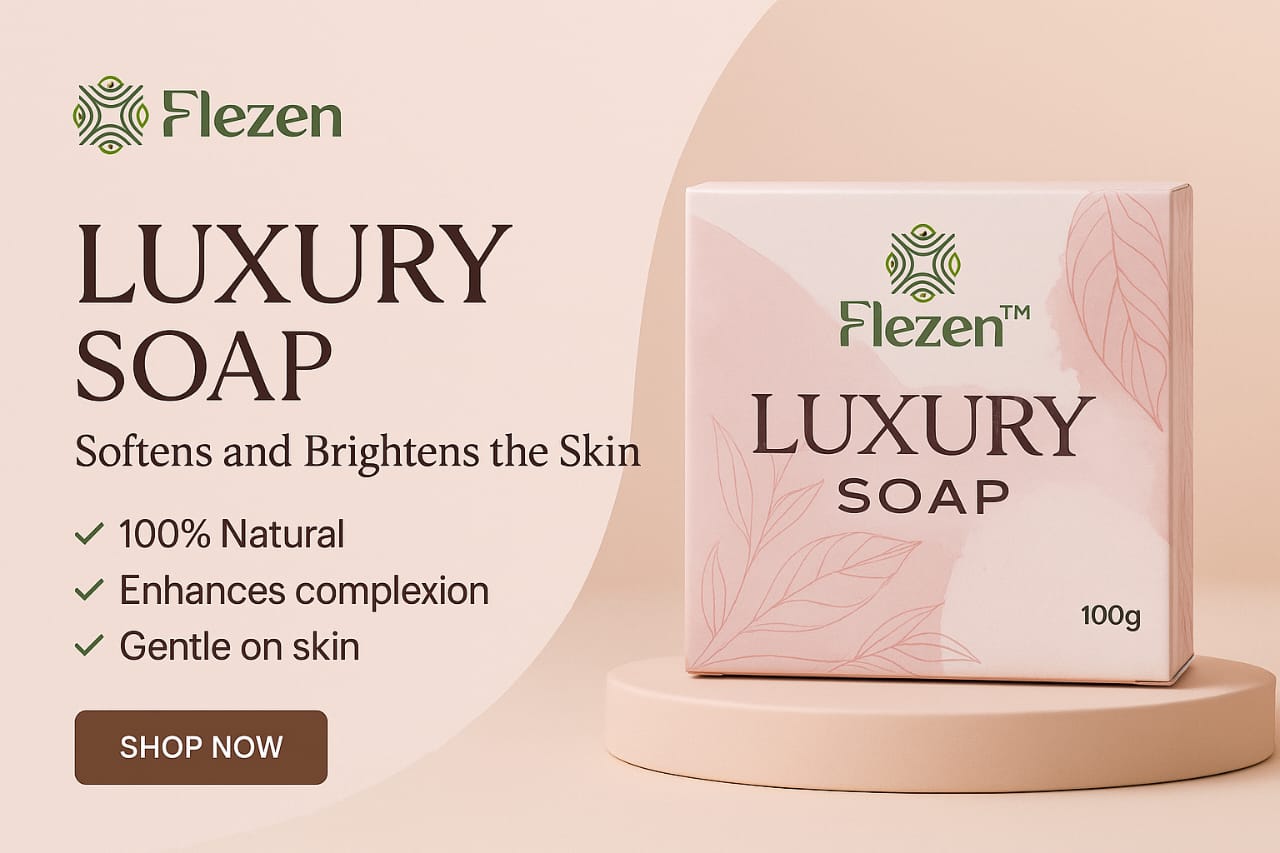 Flezen
LUXURY
SOAP
Softens and Brightens the Skin
✓ 100% Natural
✓ Enhances complexion
✓ Gentle on skin
SHOP NOW
Flezen™
LUXURY
SOAP
100g